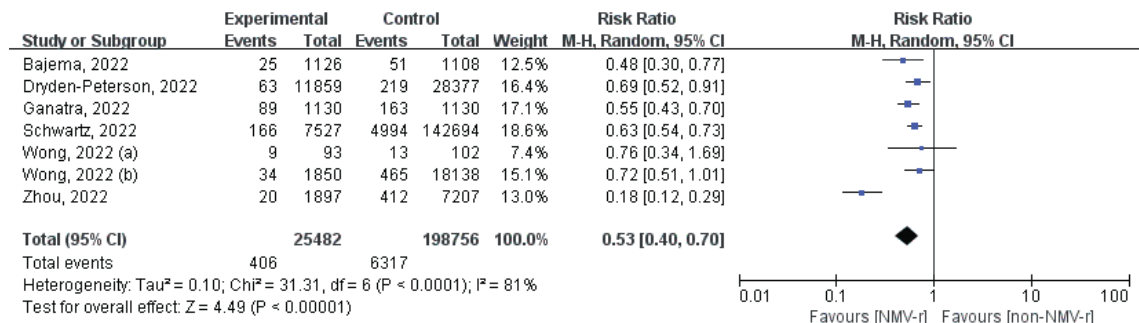 Experimental Control Risk Ratio Risk Ratio
Study or Subgroup Events Total Events Total Weight M-H, Random, 95% CI M-H, Random, 95% CI
Bajema, 2022 25 1126 51 1108 12.5% 0.48 [0.30, 0.77]
Dryden-Peterson, 2022 63 11859 219 28377 16.4% 0.69 [0.52, 0.91]
Ganatra, 2022 89 1130 163 1130 17.1% 0.55 [0.43, 0.70]
Schwartz, 2022 166 7527 4994 142694 18.6% 0.63 [0.54, 0.73]
Wong, 2022 (a) 9 93 13 102 7.4% 0.76 [0.34, 1.69]
Wong, 2022 (b) 34 1850 465 18138 15.1% 0.72 [0.51, 1.01]
Zhou, 2022 20 1897 412 7207 13.0% 0.18 [0.12, 0.29]
Total (95% CI) 25482 198756 100.0% 0.53 [0.40, 0.70]
Total events 406 6317
Heterogeneity: Tau² = 0.10; Chi² = 31.31, df = 6 (P < 0.0001); I² = 81%
Test for overall effect: Z = 4.49 (P < 0.00001)
0.01 0.1 1 10 100
Favours [NMV-r] Favours [non-NMV-r]